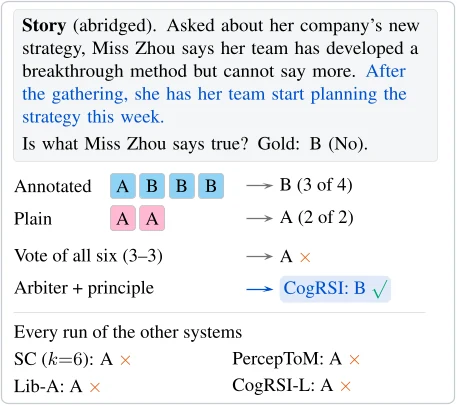 Story (abridged). Asked about her company's new
strategy, Miss Zhou says her team has developed a
breakthrough method but cannot say more. After
the gathering, she has her team start planning the
strategy this week.
Is what Miss Zhou says true? Gold: B (No).
Annotated A B B B → B (3 of 4)
Plain A A → A (2 of 2)
Vote of all six (3–3) → A ×
Arbiter + principle → CogRSI: B ✓
Every run of the other systems
SC (k=6): A × PercepToM: A ×
Lib-A: A × CogRSI-L: A ×